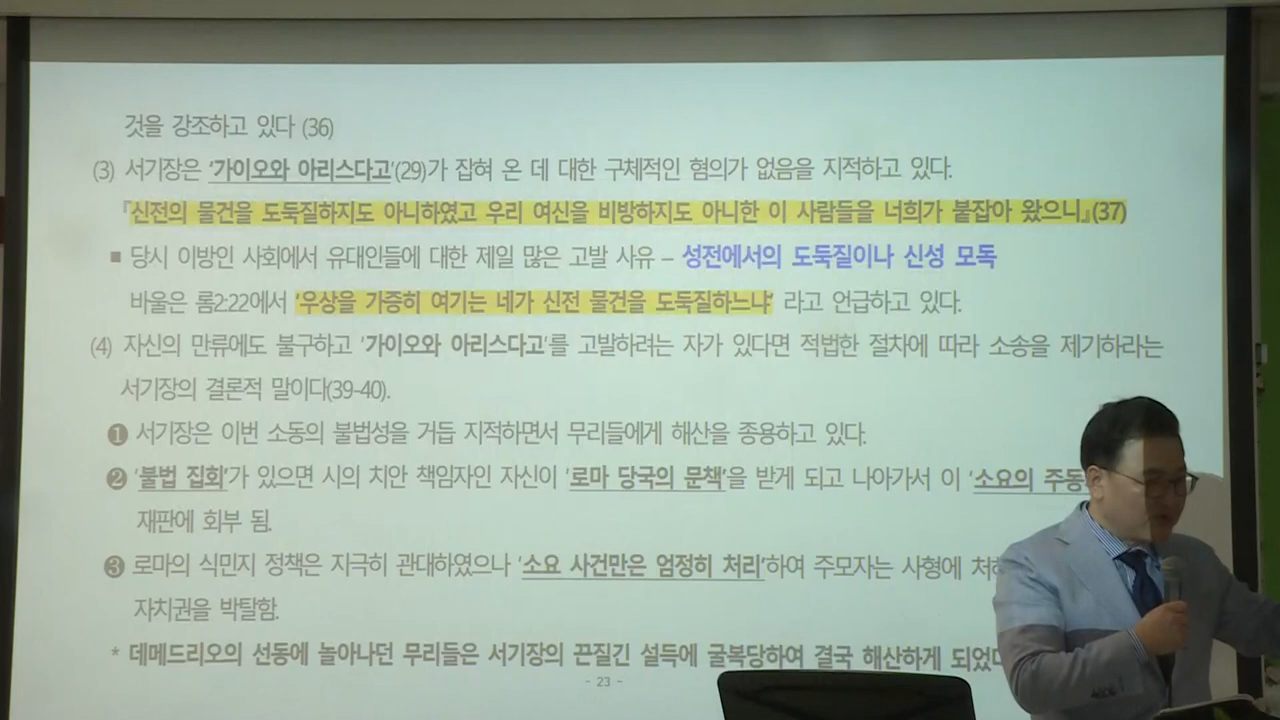 것을 강조하고 있다 (36)
(3) 서기장은 '가이오와 아리스다고'(29)가 잡혀 온 데 대한 구체적인 혐의가 없음을 지적하고 있다.
『신전의 물건을 도둑질하지도 아니하였고 우리 여신을 비방하지도 아니한 이 사람들을 너희가 붙잡아 왔으니』(37)
■ 당시 이방인 사회에서 유대인들에 대한 제일 많은 고발 사유 – 성전에서의 도둑질이나 신성 모독
바울은 롬2:22에서 '우상을 가증히 여기는 네가 신전 물건을 도둑질하느냐' 라고 언급하고 있다.
(4) 자신의 만류에도 불구하고 '가이오와 아리스다고'를 고발하려는 자가 있다면 적법한 절차에 따라 소송을 제기하라는
서기장의 결론적 말이다(39-40).
❶ 서기장은 이번 소동의 불법성을 거듭 지적하면서 무리들에게 해산을 종용하고 있다.
❷ '불법 집회'가 있으면 시의 치안 책임자인 자신이 '로마 당국의 문책'을 받게 되고 나아가서 이 '소요의 주동
재판에 회부 됨.
❸ 로마의 식민지 정책은 지극히 관대하였으나 '소요 사건만은 엄정히 처리'하여 주모자는 사형에 처하
자치권을 박탈함.
* 데메드리오의 선동에 놀아나던 무리들은 서기장의 끈질긴 설득에 굴복당하여 결국 해산하게 되었다
- 23 -